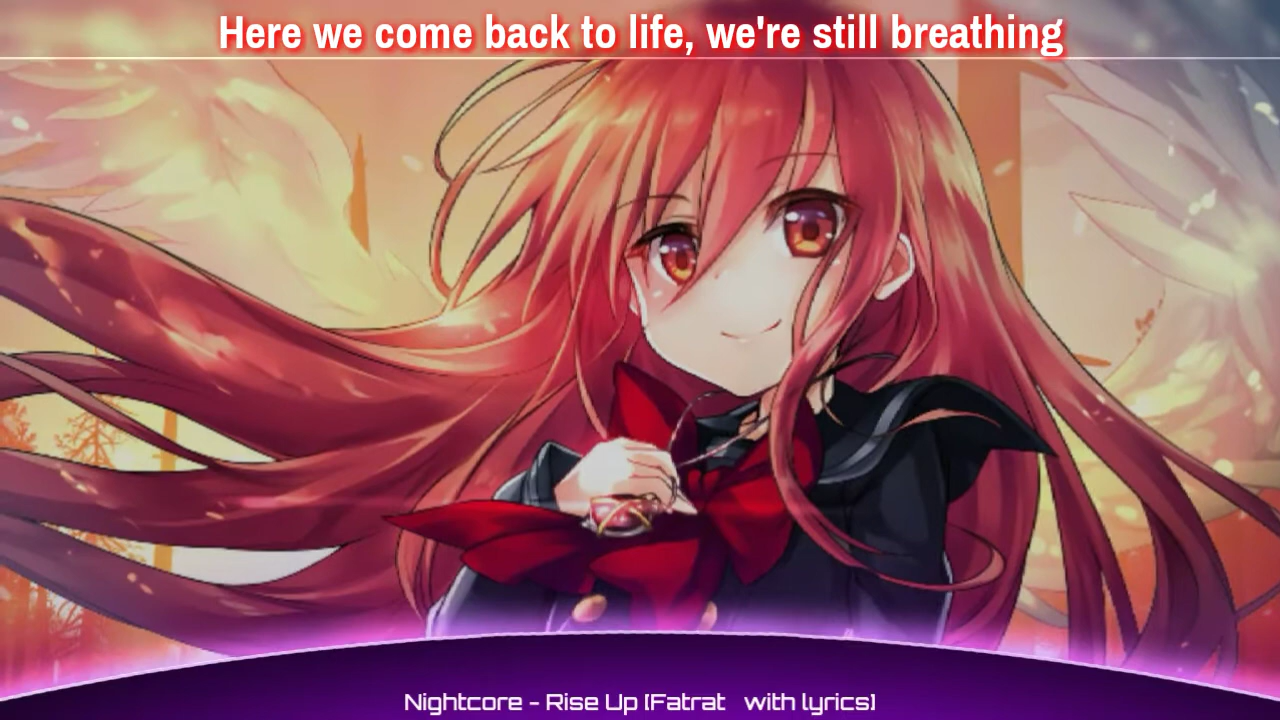 Here we come back to life, we're still breathing
Nightcore - Rise Up [Fatrat   with lyrics]